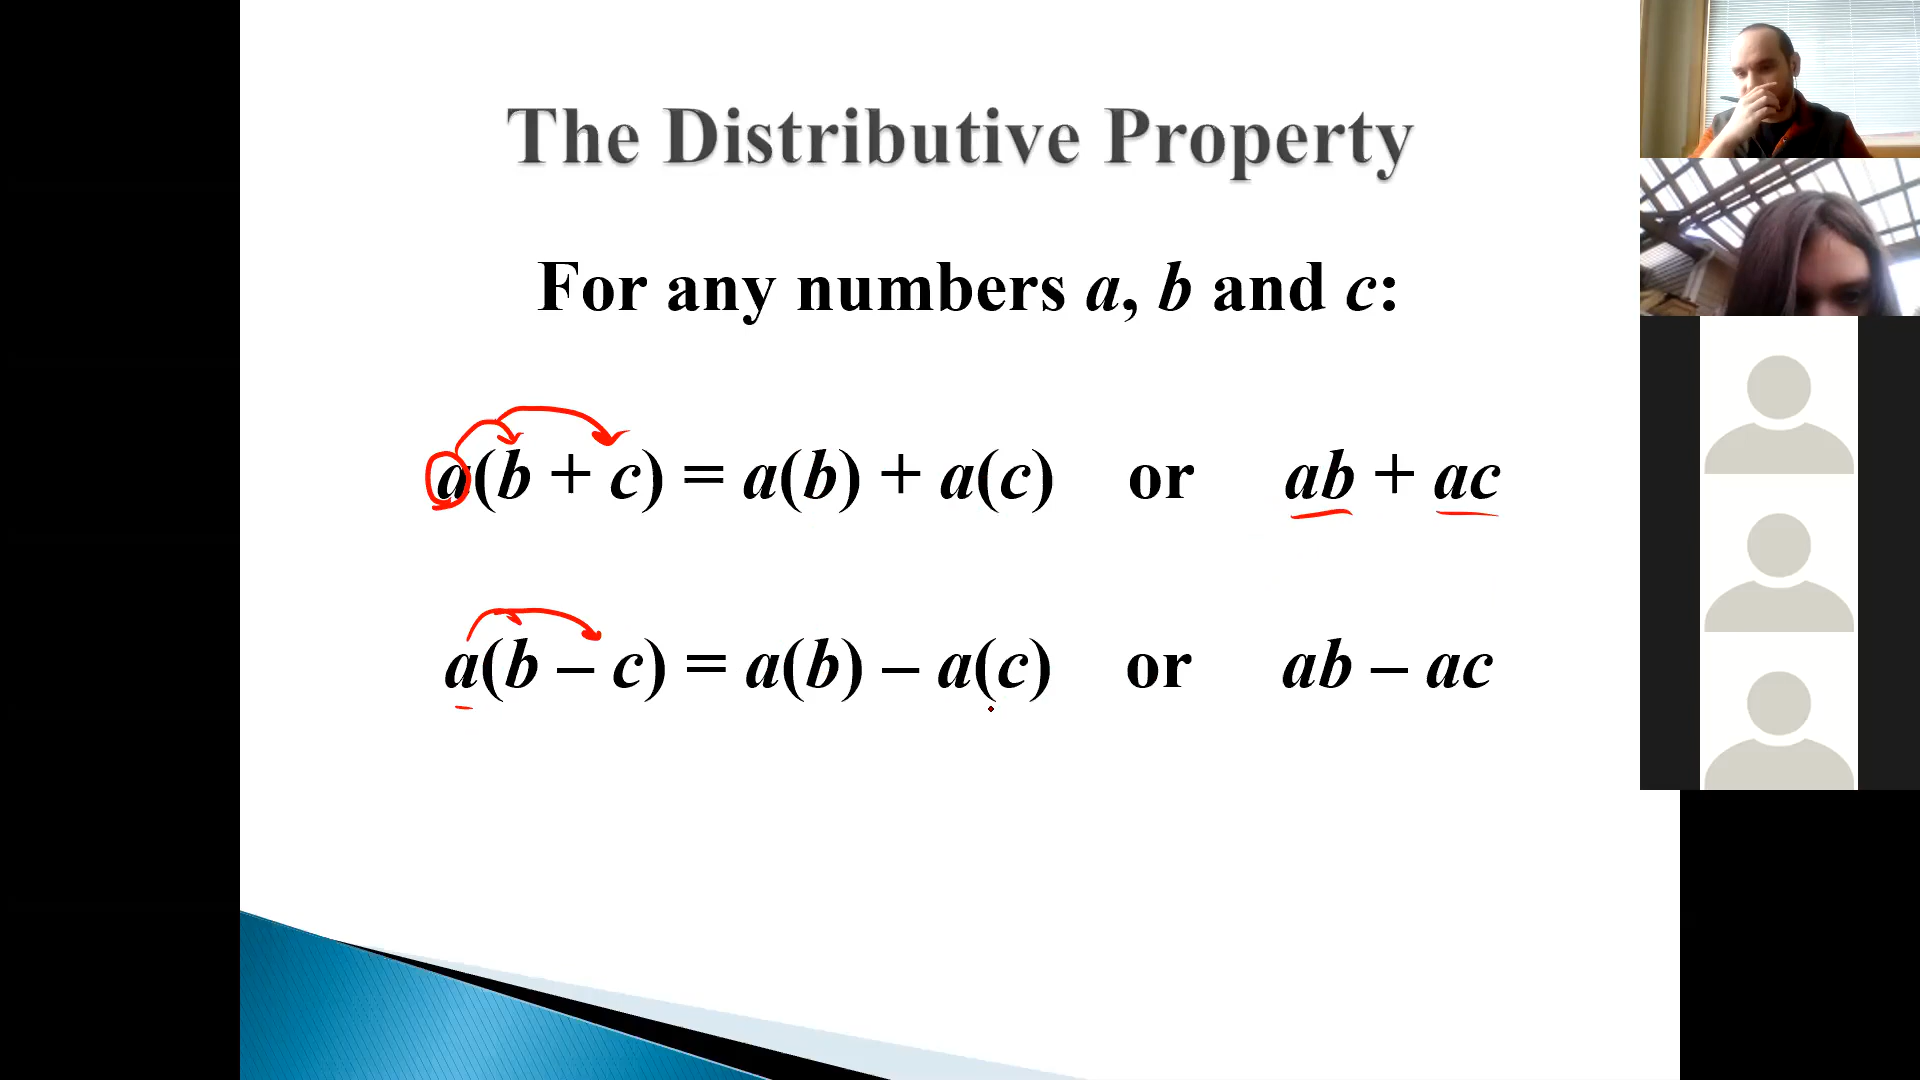 The Distributive Property
For any numbers a, b and c:
a(b + c) = a(b) + a(c) or ab + ac
a(b – c) = a(b) – a(c) or ab – ac